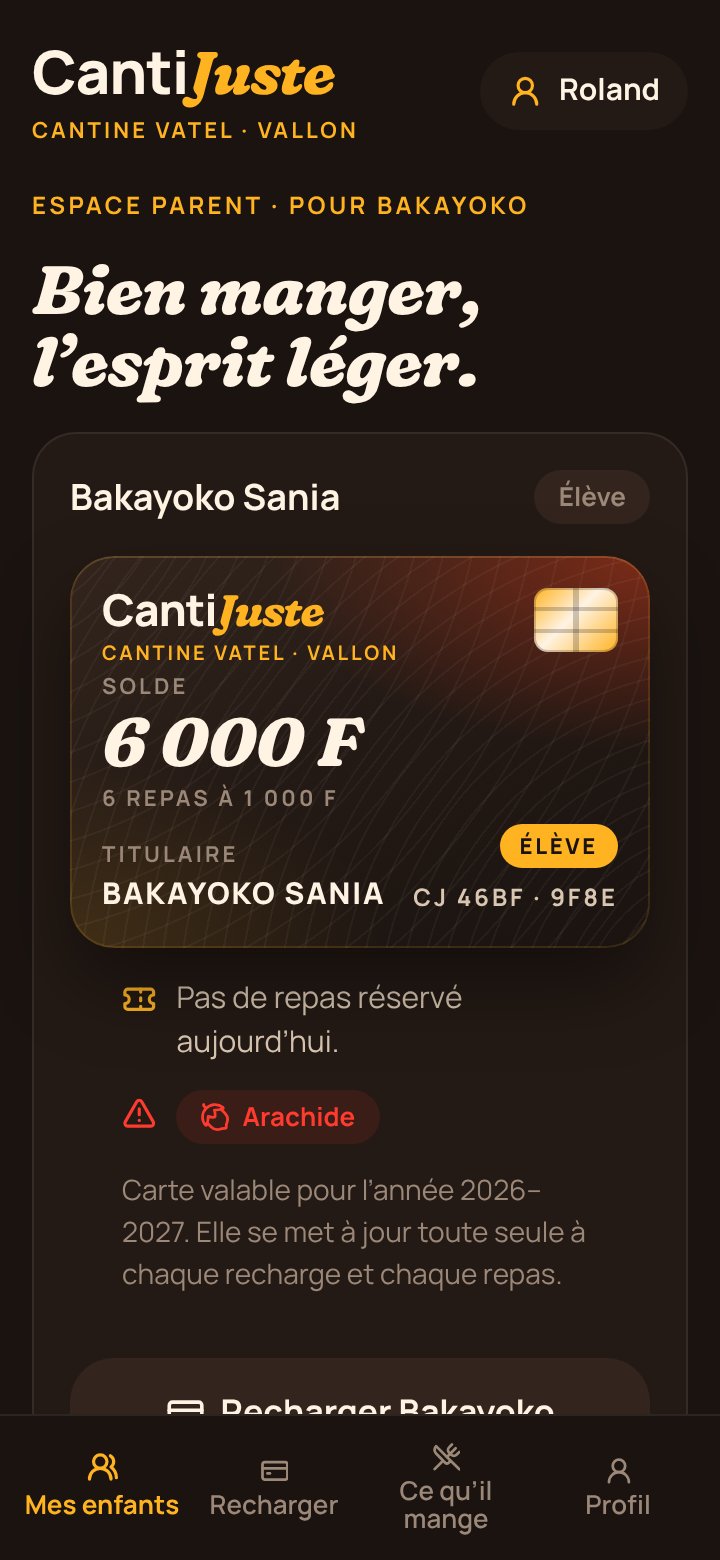 CantiJuste
CANTINE VATEL · VALLON
Roland
ESPACE PARENT · POUR BAKAYOKO
Bien manger,
l’esprit léger.
Bakayoko Sania
Élève
CantiJuste
CANTINE VATEL · VALLON
SOLDE
6 000 F
6 REPAS À 1 000 F
TITULAIRE
ÉLÈVE
BAKAYOKO SANIA
CJ 46BF · 9F8E
Pas de repas réservé
aujourd’hui.
Arachide
Carte valable pour l’année 2026–
2027. Elle se met à jour toute seule à
chaque recharge et chaque repas.
Recharger Bakayoko
Mes enfants
Recharger
Ce qu’il
mange
Profil